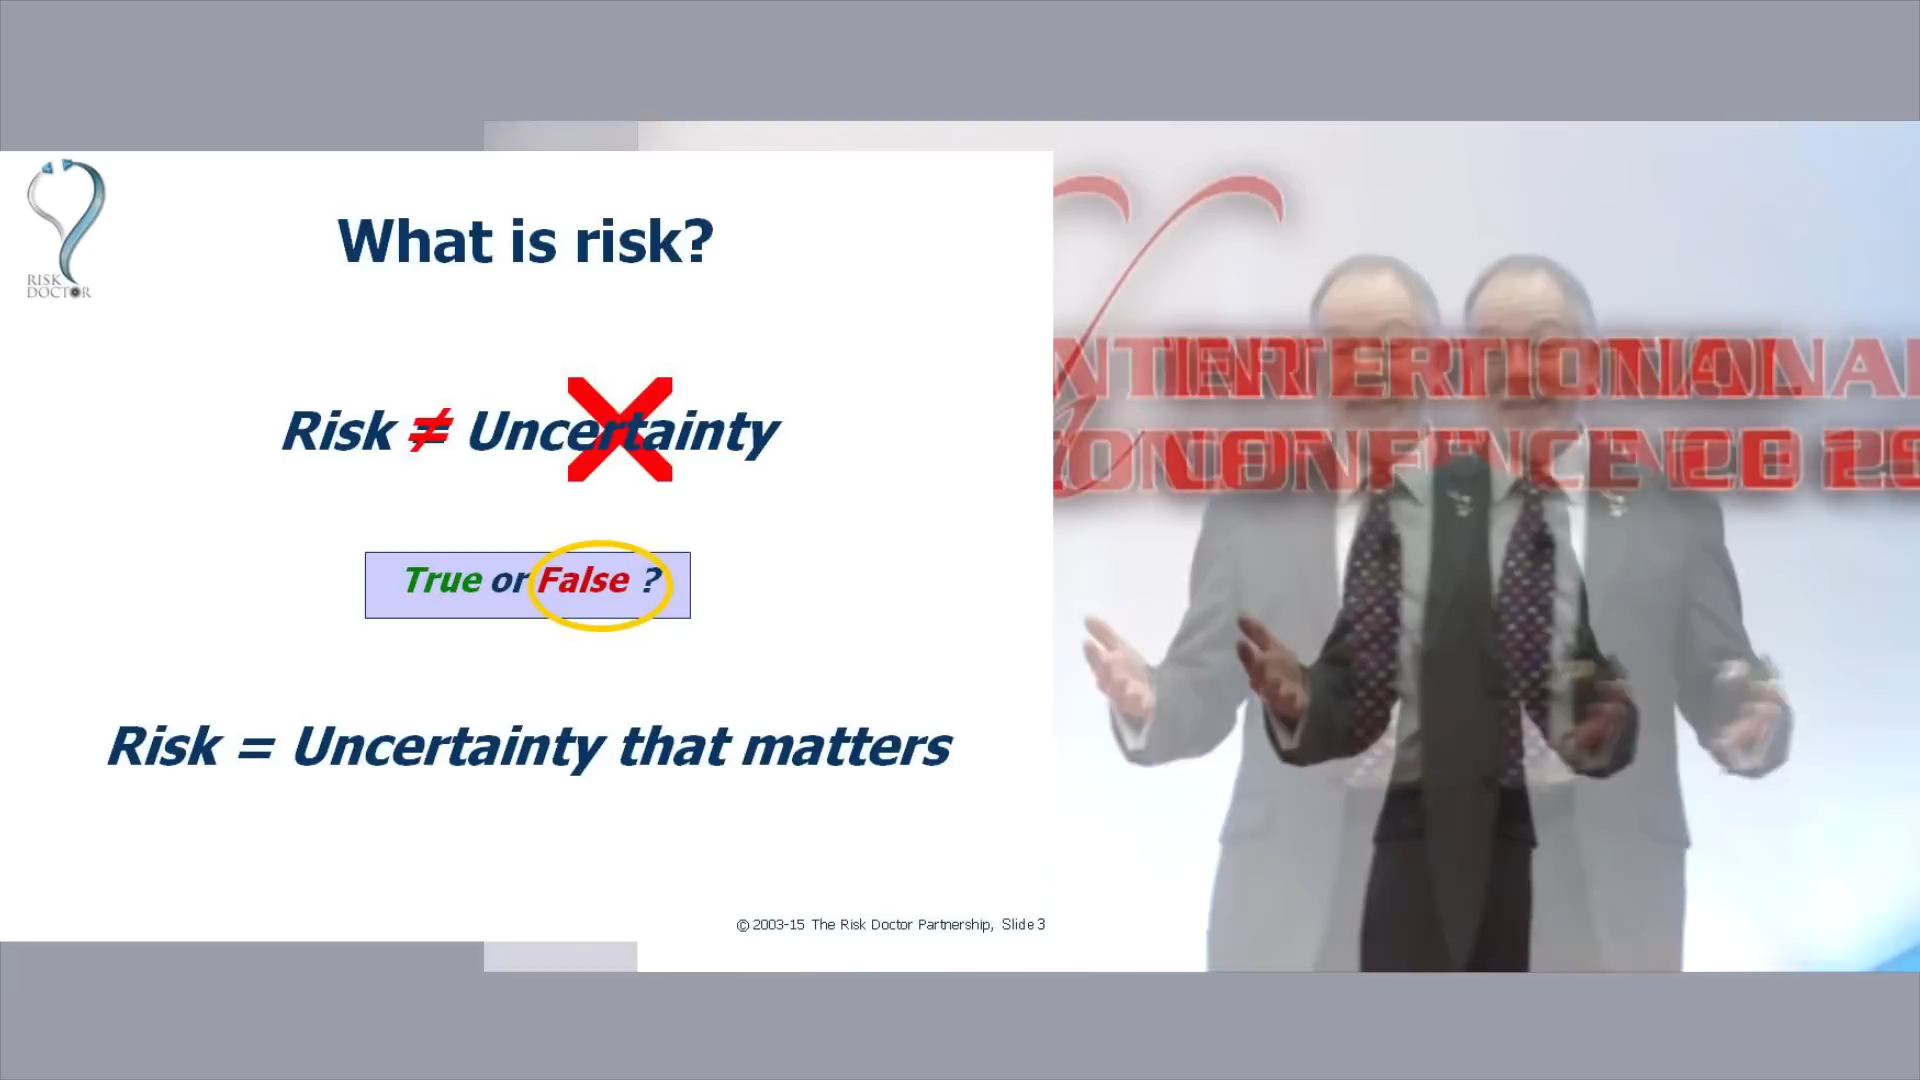 RISK
DOCTOR
What is risk?
Risk ≠ Uncertainty
True or False ?
Risk = Uncertainty that matters
© 2003-15 The Risk Doctor Partnership, Slide 3